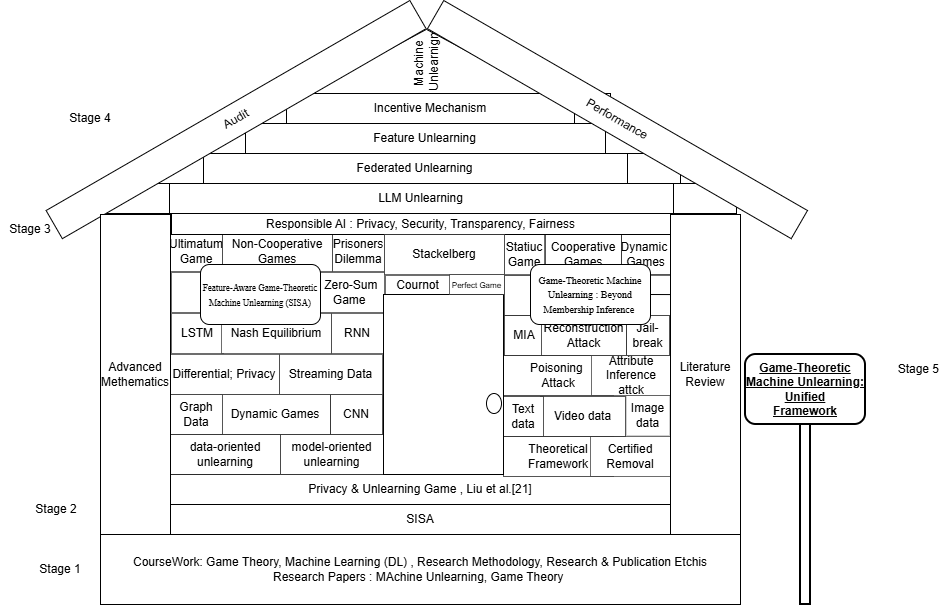 Machine
Unlearnign
Audit
Performance
Stage 4
Incentive Mechanism
Feature Unlearning
Federated Unlearning
LLM Unlearning
Stage 3
Responsible AI : Privacy, Security, Transparency, Fairness
Ultimatum
Game
Non-Cooperative
Games
Prisoners
Dilemma
Stackelberg
Statiuc
Game
Cooperative
Games
Dynamic
Games
Feature-Aware Game-Theoretic
Machine Unlearning (SISA)
Zero-Sum
Game
Cournot
Perfect Game
Game-Theoretic Machine
Unlearning : Beyond
Membership Inference
LSTM
Nash Equilibrium
RNN
MIA
Reconstruction
Attack
Jail-
break
Advanced
Methematics
Differential; Privacy
Streaming Data
Poisoning
Attack
Attribute
Inference
attck
Literature
Review
Game-Theoretic
Machine Unlearning:
Unified
Framework
Stage 5
Graph
Data
Dynamic Games
CNN
Text
data
Video data
Image
data
data-oriented
unlearning
model-oriented
unlearning
Theoretical
Framework
Certified
Removal
Privacy & Unlearning Game , Liu et al.[21]
Stage 2
SISA
Stage 1
CourseWork: Game Theory, Machine Learning (DL) , Research Methodology, Research & Publication Etchis
Research Papers : MAchine Unlearning, Game Theory